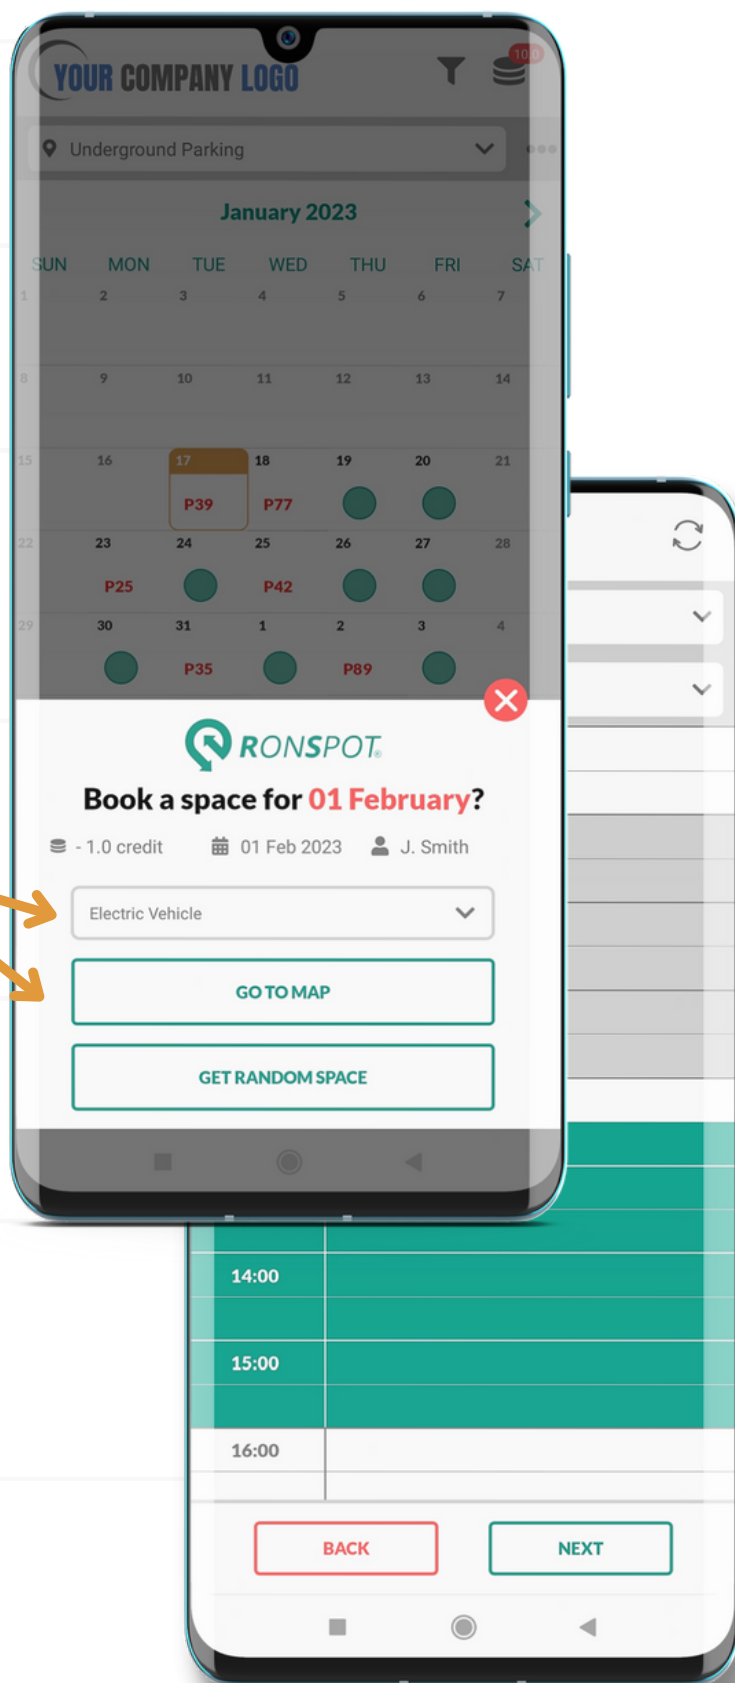 YOUR COMPANY LOGO
10.0
Underground Parking
January 2023
SUN MON TUE WED THU FRI SAT
1 2 3 4 5 6 7
8 9 10 11 12 13 14
15 16 17 18 19 20 21
P39 P77
22 23 24 25 26 27 28
P25 P42
29 30 31 1 2 3 4
P35 P89
RONSPOT®
Book a space for 01 February?
- 1.0 credit 01 Feb 2023 J. Smith
Electric Vehicle
GO TO MAP
GET RANDOM SPACE
14:00
15:00
16:00
BACK NEXT